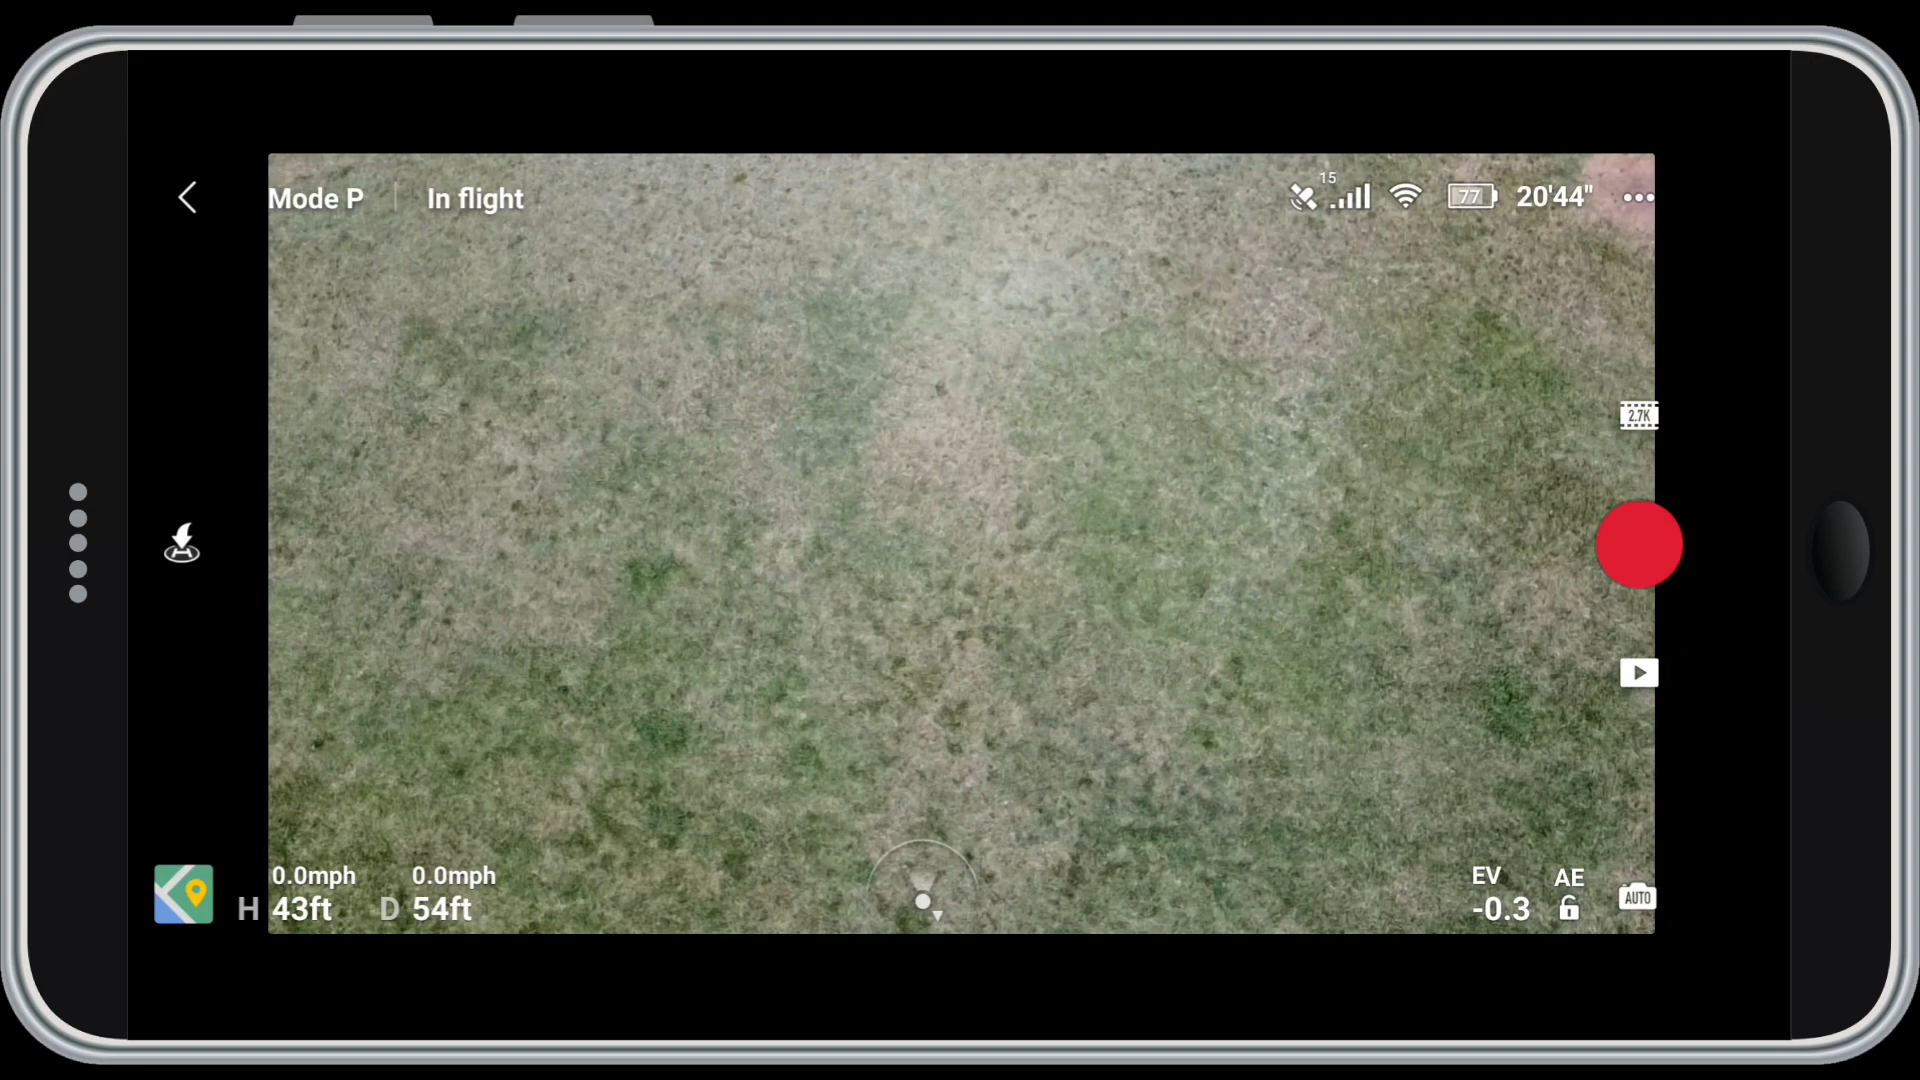 Mode P In flight 15 77 20'44"
2.7K
0.0mph 0.0mph EV AE
H 43ft D 54ft -0.3 AUTO